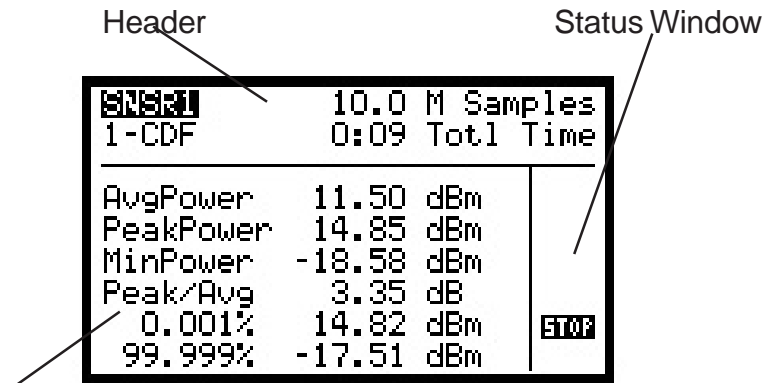 Header Status Window
SNSR1 10.0 M Samples
1-CDF 0:09 Totl Time
AvgPower 11.50 dBm
PeakPower 14.85 dBm
MinPower -18.58 dBm
Peak/Avg 3.35 dB
0.001% 14.82 dBm STOP
99.999% -17.51 dBm